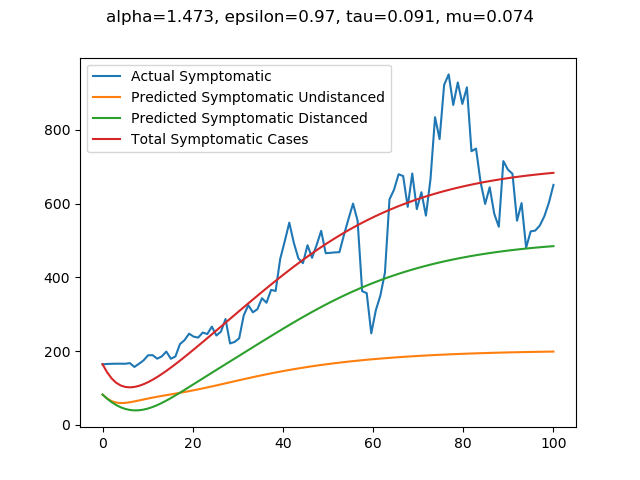 alpha=1.473, epsilon=0.97, tau=0.091, mu=0.074
Actual Symptomatic
Predicted Symptomatic Undistanced
Predicted Symptomatic Distanced
Total Symptomatic Cases
800
600
400
200
0
0 20 40 60 80 100